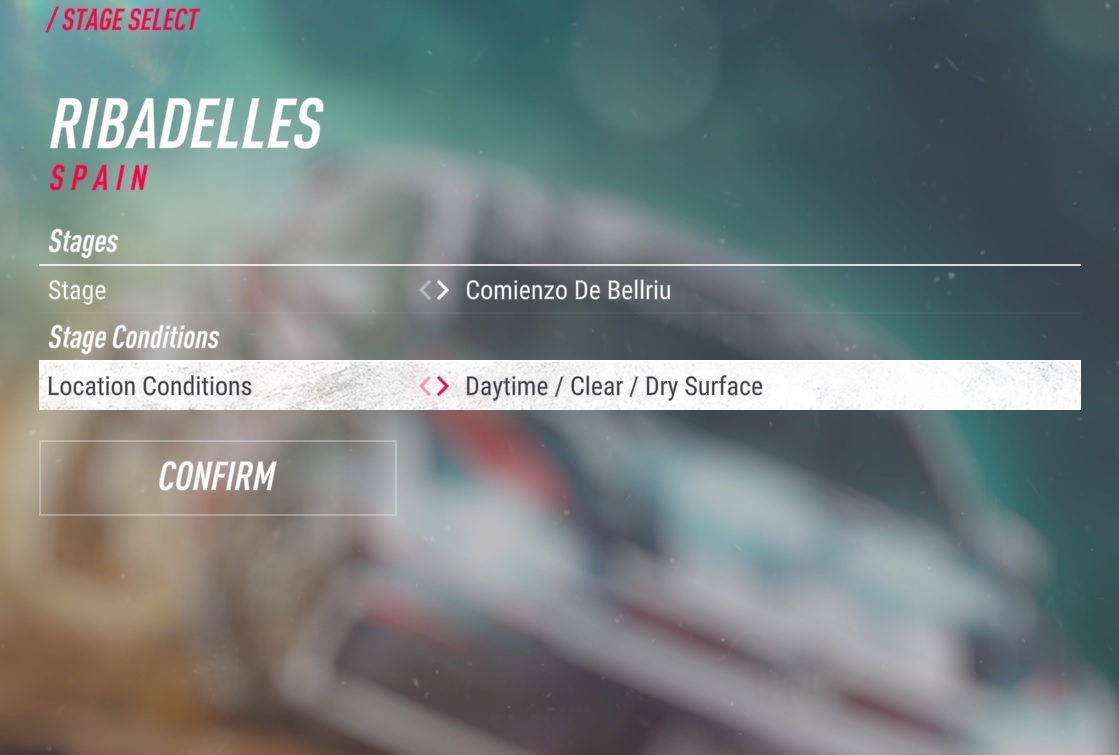 / STAGE SELECT
RIBADELLES
SPAIN
Stages
Stage < > Comienzo De Bellriu
Stage Conditions
Location Conditions < > Daytime / Clear / Dry Surface
CONFIRM